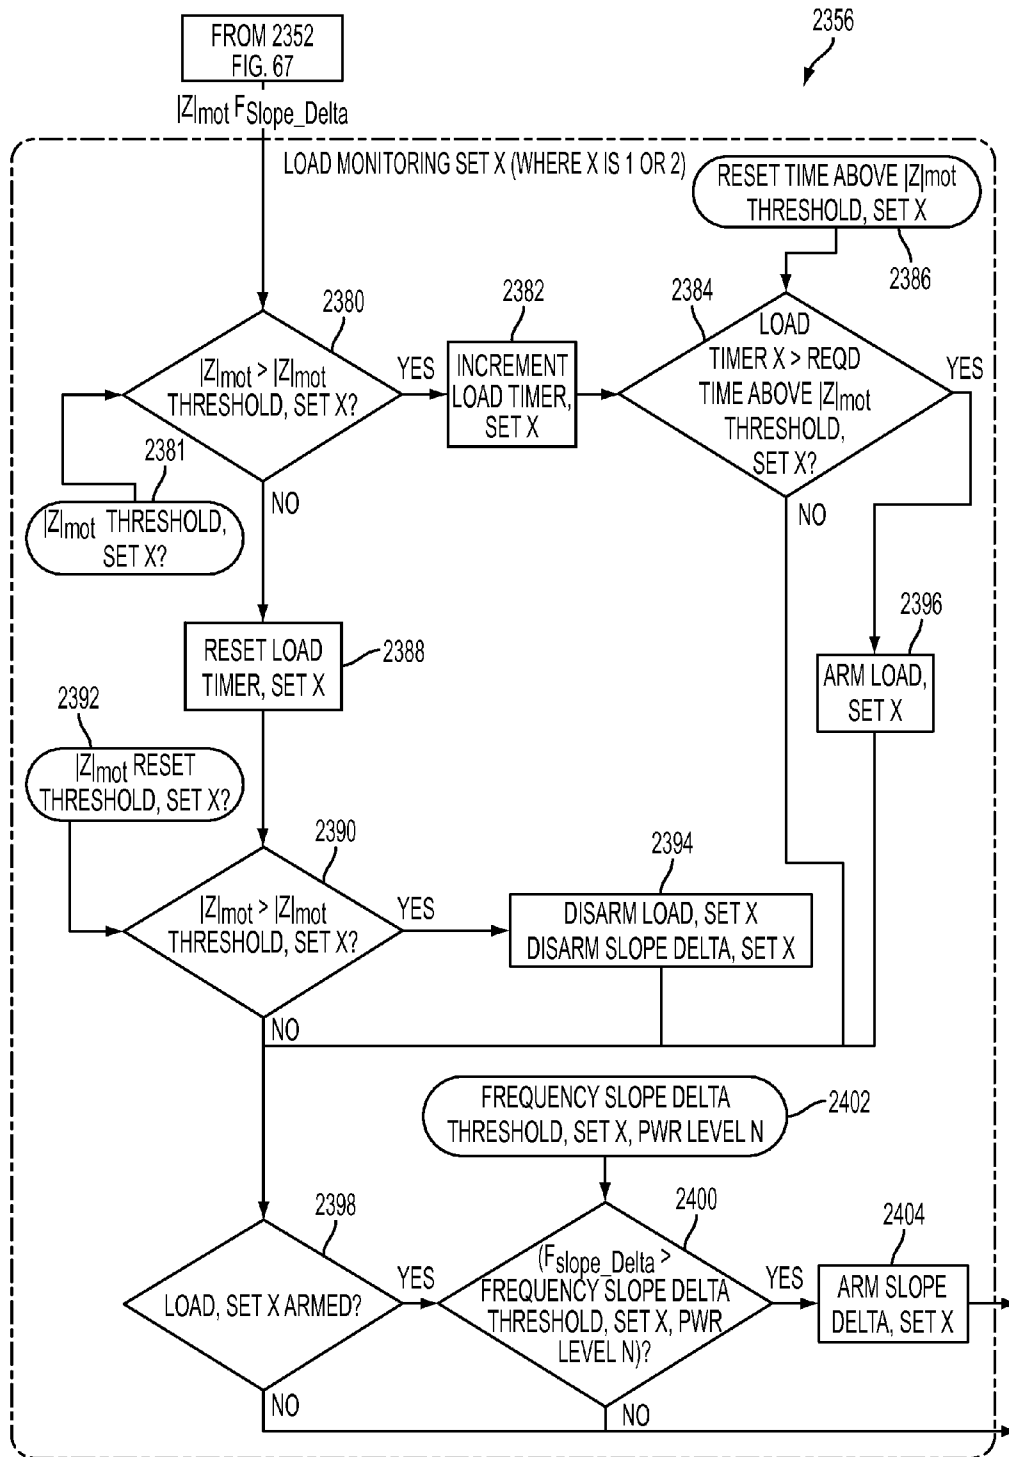 FROM 2352
FIG. 67
2356
|Z|mot FSlope_Delta
LOAD MONITORING SET X (WHERE X IS 1 OR 2)
RESET TIME ABOVE |Z|mot
THRESHOLD, SET X
2386
2380
|Z|mot > |Z|mot
THRESHOLD, SET X?
YES
NO
2381
|Z|mot THRESHOLD,
SET X?
2382
INCREMENT
LOAD TIMER,
SET X
2384
LOAD
TIMER X > REQD
TIME ABOVE |Z|mot
THRESHOLD,
SET X?
YES
NO
2388
RESET LOAD
TIMER, SET X
2396
ARM LOAD,
SET X
2392
|Z|mot RESET
THRESHOLD, SET X?
2390
|Z|mot > |Z|mot
THRESHOLD, SET X?
YES
NO
2394
DISARM LOAD, SET X
DISARM SLOPE DELTA, SET X
FREQUENCY SLOPE DELTA
THRESHOLD, SET X, PWR LEVEL N
2402
2398
LOAD, SET X ARMED?
YES
NO
2400
(Fslope_Delta >
FREQUENCY SLOPE DELTA
THRESHOLD, SET X, PWR
LEVEL N)?
YES
NO
2404
ARM SLOPE
DELTA, SET X